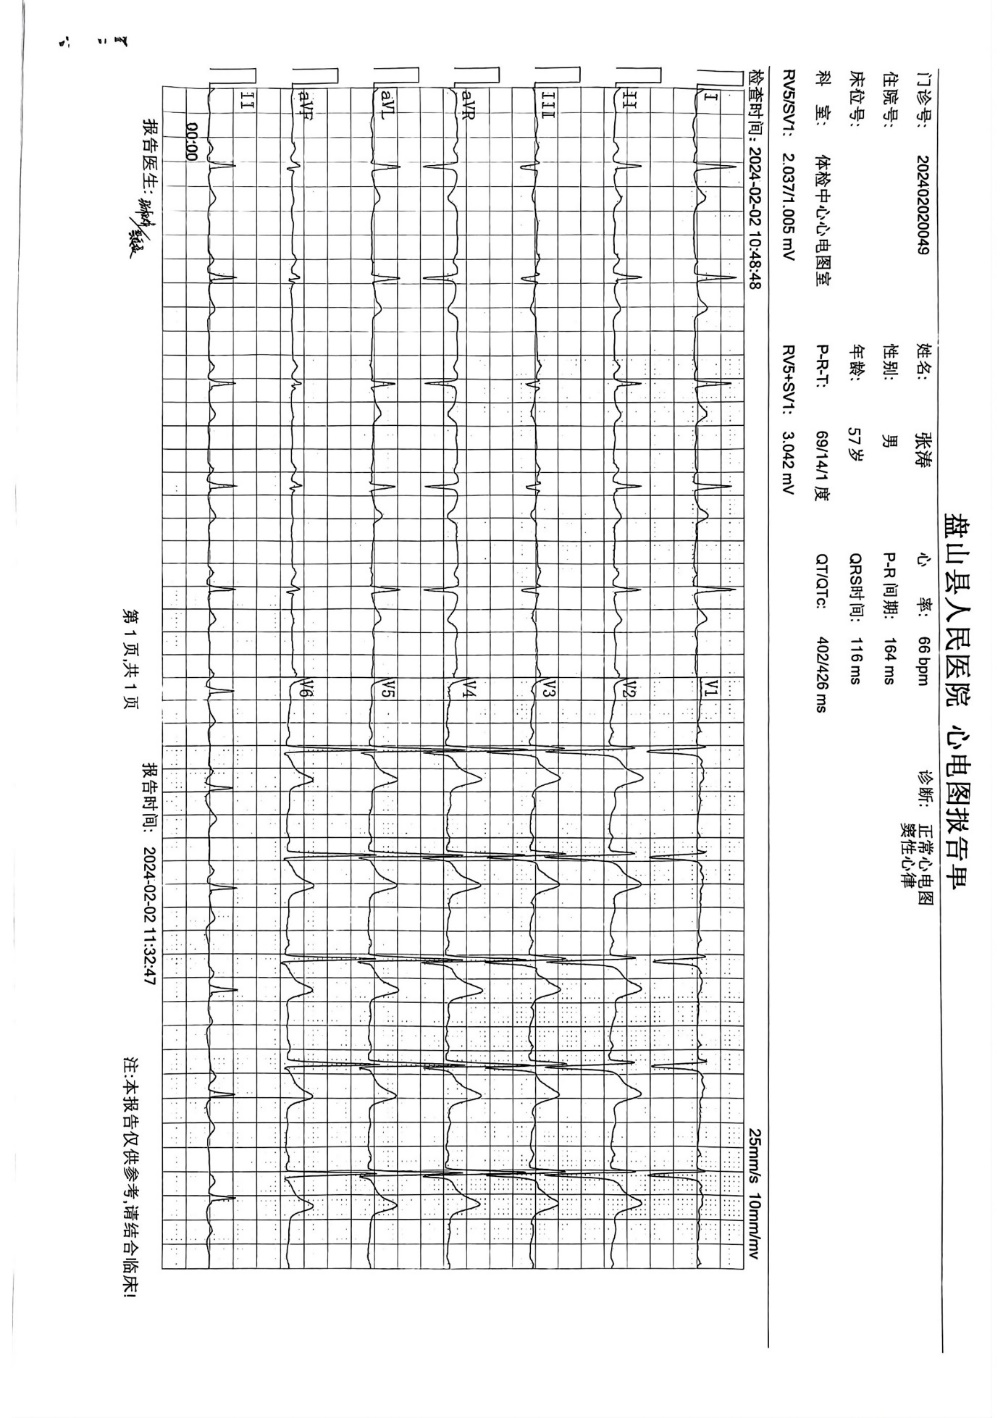 盘山县人民医院 心电图报告单
门诊号: 202402020049 姓名: 张涛 心 率: 66 bpm 诊断: 正常心电图
住院号: 性别: 男 P-R 间期: 164 ms 窦性心律
床位号: 年龄: 57 岁 QRS时间: 116 ms
科 室: 体检中心心电图室 P-R-T: 69/14/1 度 QT/QTc: 402/426 ms
RV5/SV1: 2.037/1.005 mV RV5+SV1: 3.042 mV
检查时间: 2024-02-02 10:48:48 25mm/s 10mm/mv
I V1
II V2
III V3
aVR V4
aVL V5
aVF V6
II
00:00
报告医生: 报告时间: 2024-02-02 11:32:47
第 1 页,共 1 页 注:本报告仅供参考,请结合临床!